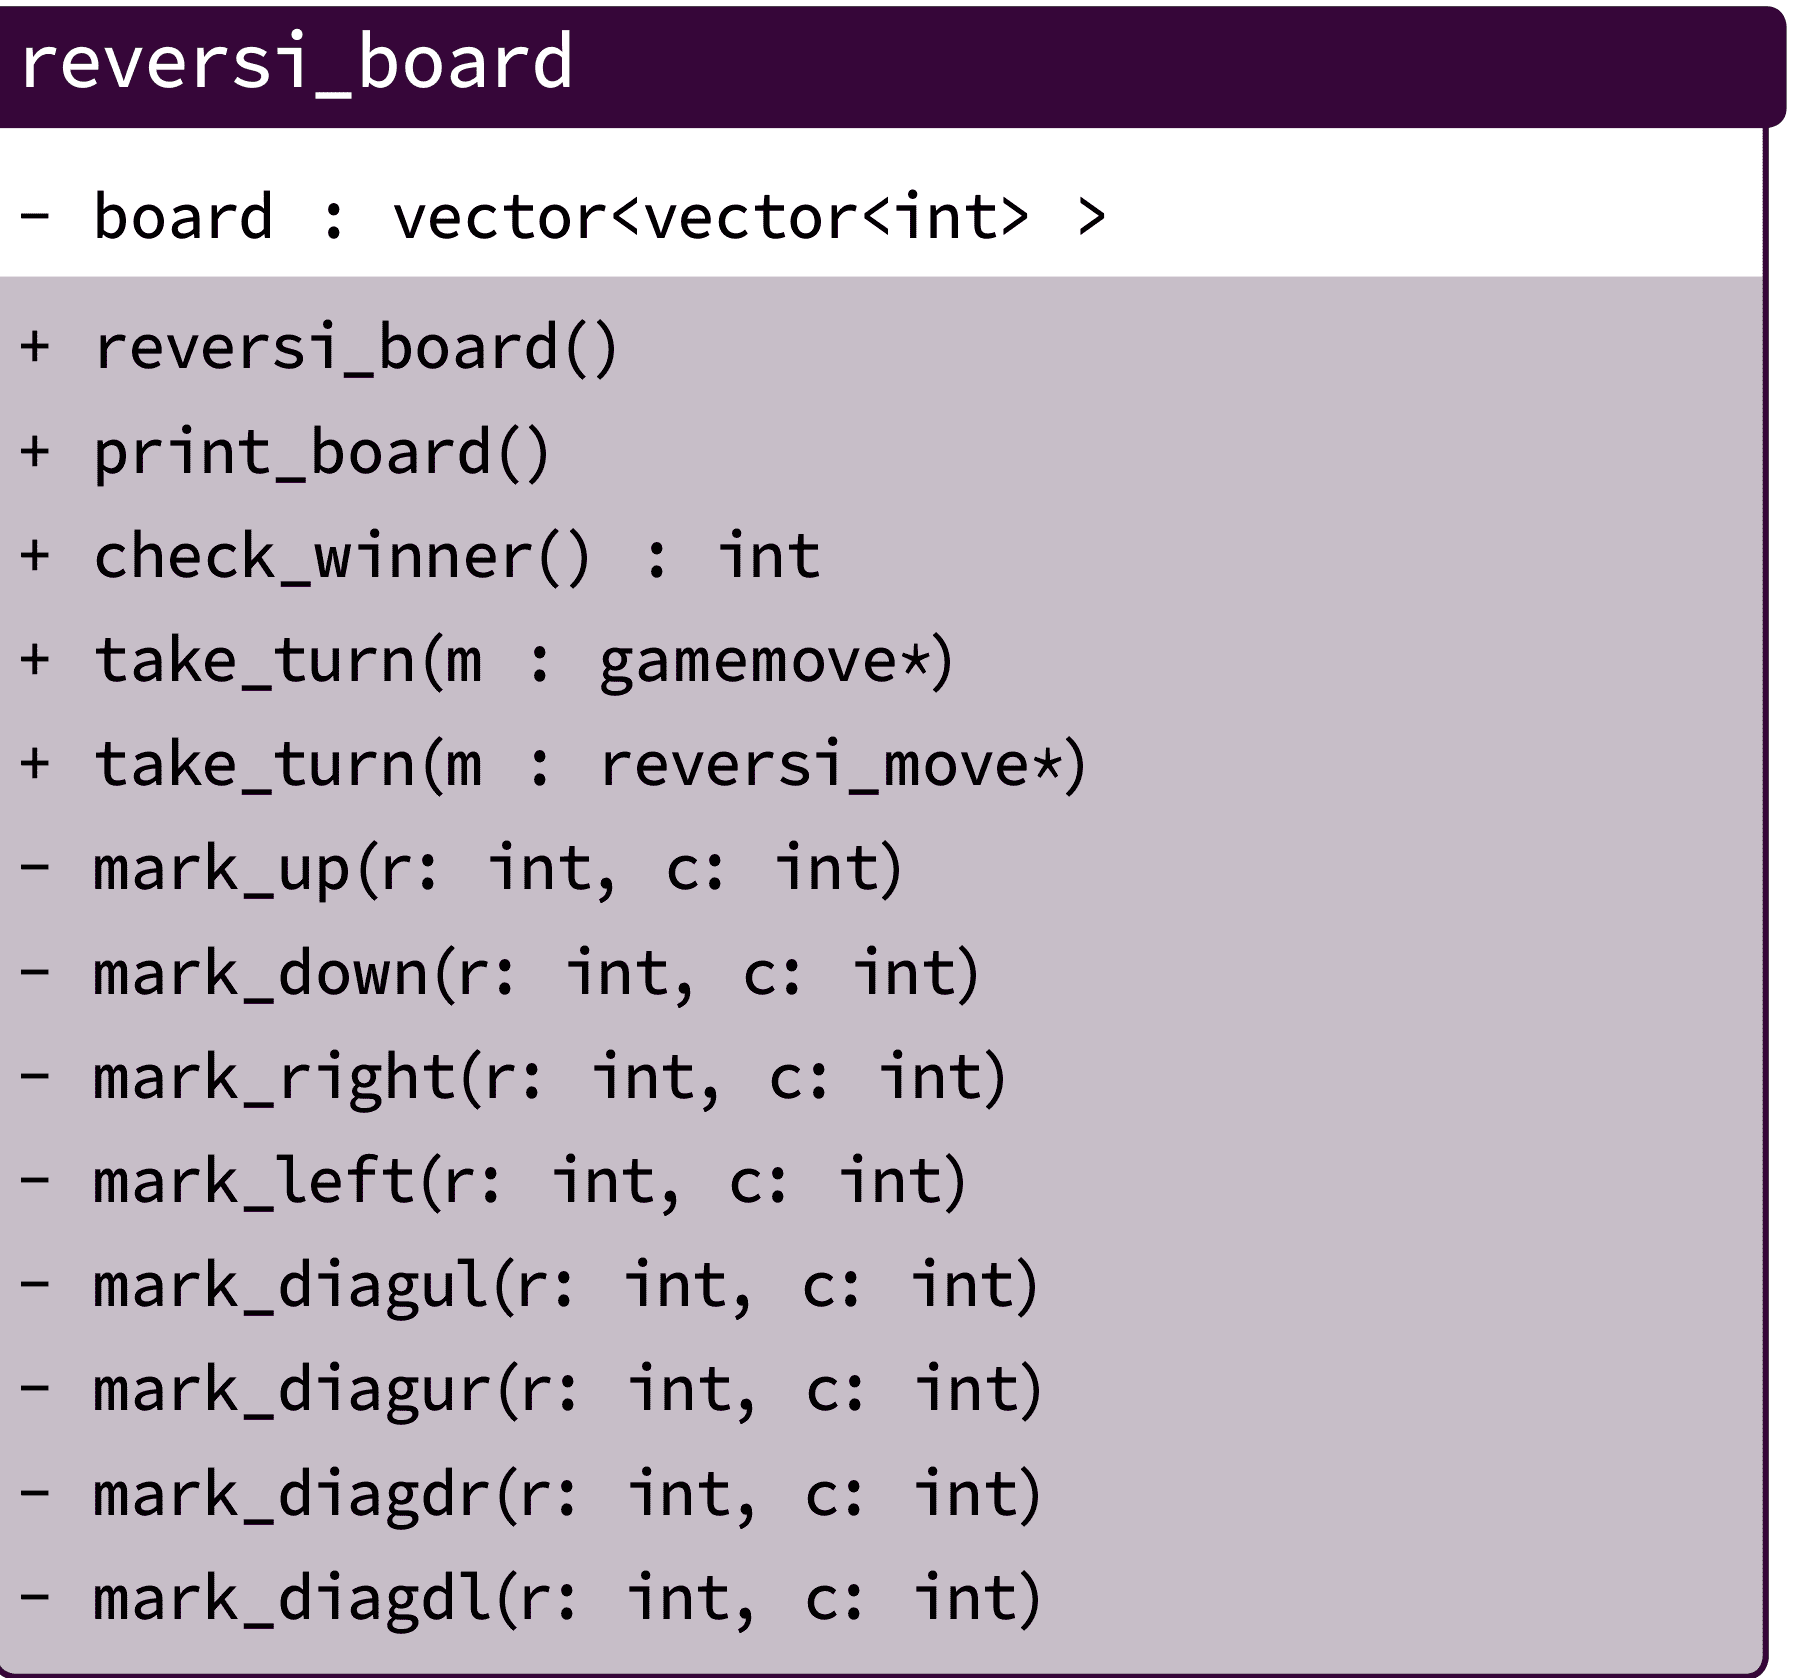 reversi_board
- board : vector<vector<int> >
+ reversi_board()
+ print_board()
+ check_winner() : int
+ take_turn(m : gamemove*)
+ take_turn(m : reversi_move*)
- mark_up(r: int, c: int)
- mark_down(r: int, c: int)
- mark_right(r: int, c: int)
- mark_left(r: int, c: int)
- mark_diagul(r: int, c: int)
- mark_diagur(r: int, c: int)
- mark_diagdr(r: int, c: int)
- mark_diagdl(r: int, c: int)